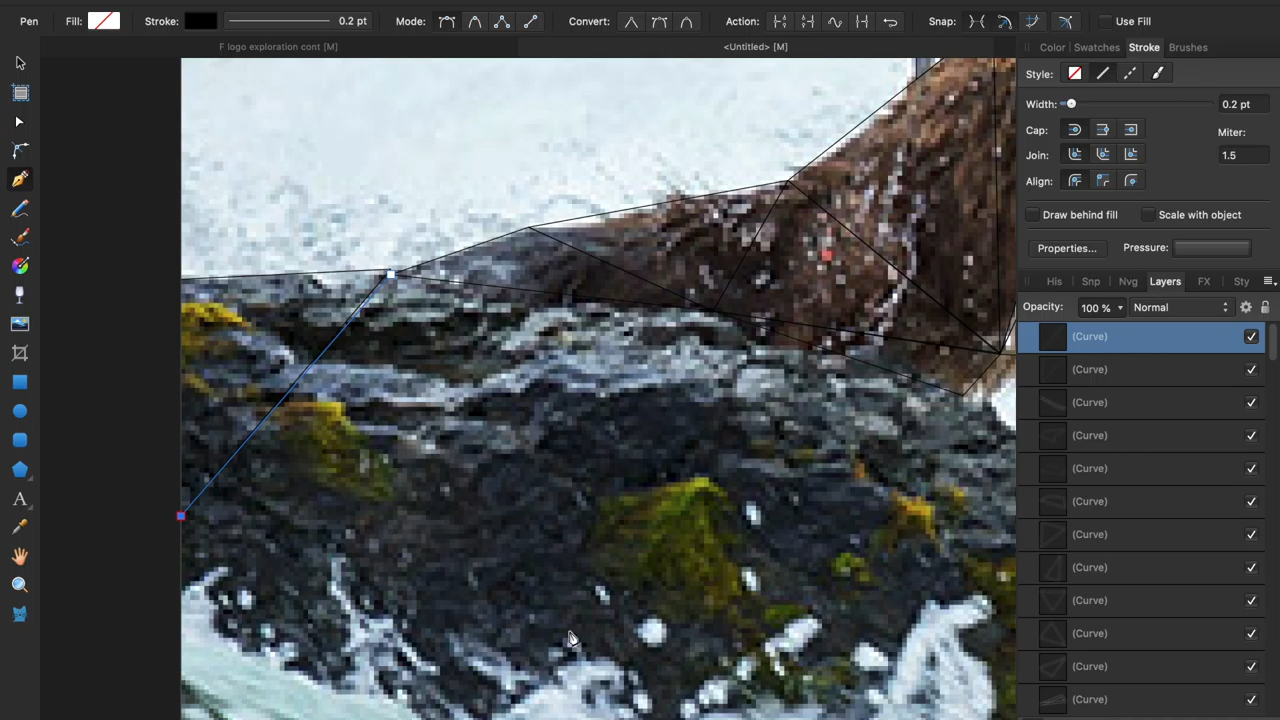 Pen Fill: Stroke: 0.2 pt Mode: Convert: Action: Snap: Use Fill
F logo exploration cont [M] <Untitled> [M]
Color Swatches Stroke Brushes
Style:
Width: 0.2 pt
Cap: Miter:
Join: 1.5
Align:
Draw behind fill Scale with object
Properties... Pressure:
His Snp Nvg Layers FX Sty
Opacity: 100 % Normal
(Curve)
(Curve)
(Curve)
(Curve)
(Curve)
(Curve)
(Curve)
(Curve)
(Curve)
(Curve)
(Curve)
(Curve)
A